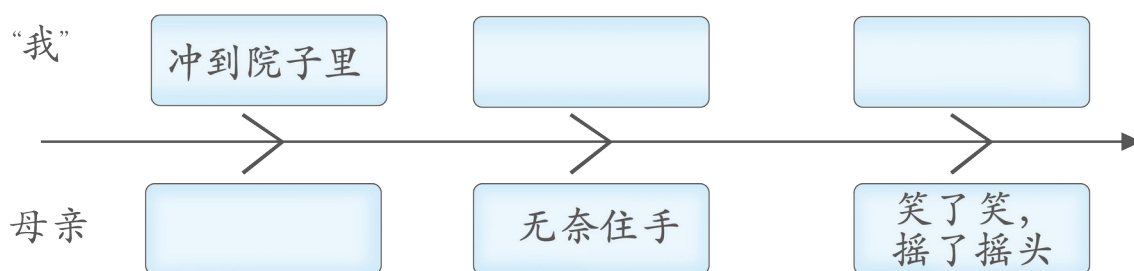 “我”
冲到院子里
母亲
无奈住手
笑了笑，
摇了摇头